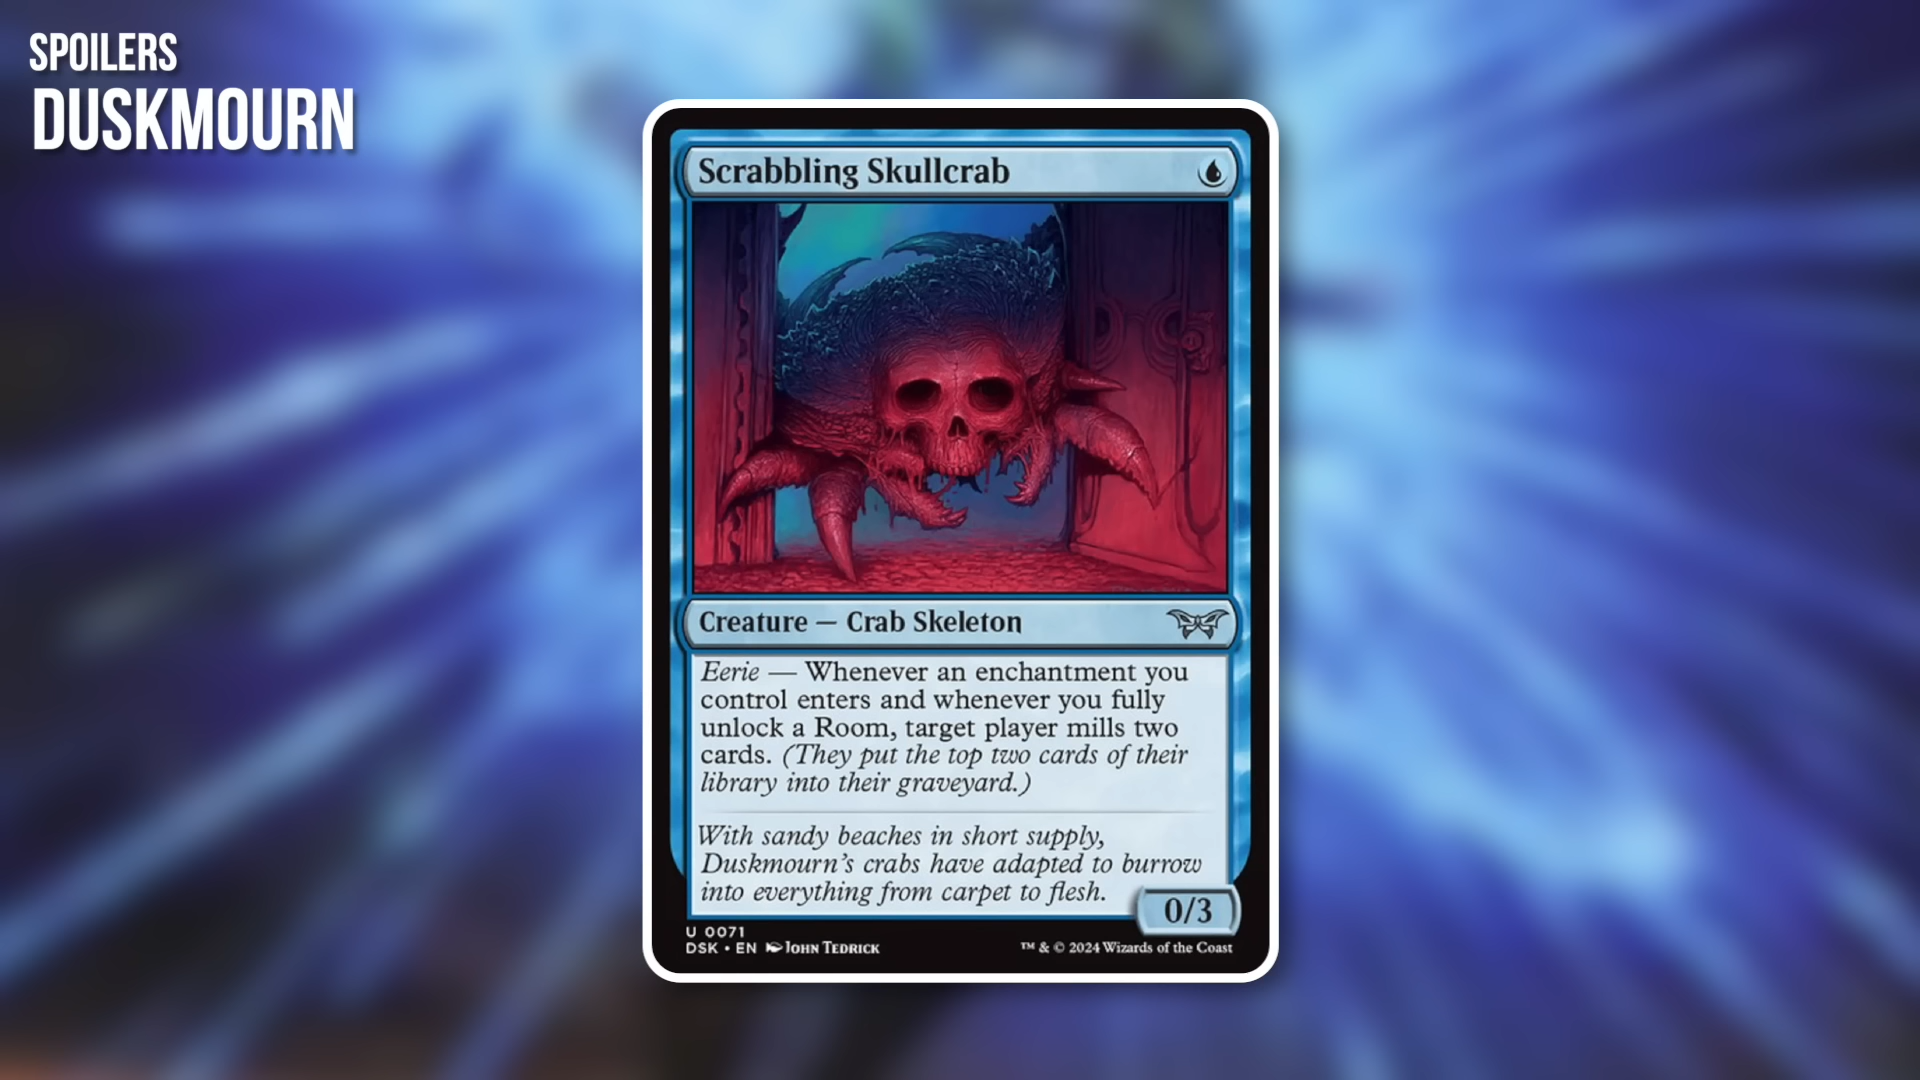 SPOILERS
DUSKMOURN
Scrabbling Skullcrab
Creature — Crab Skeleton
Eerie — Whenever an enchantment you
control enters and whenever you fully
unlock a Room, target player mills two
cards. (They put the top two cards of their
library into their graveyard.)
With sandy beaches in short supply,
Duskmourn's crabs have adapted to burrow
into everything from carpet to flesh.
0/3
U 0071
DSK • EN John Tedrick
™ & © 2024 Wizards of the Coast